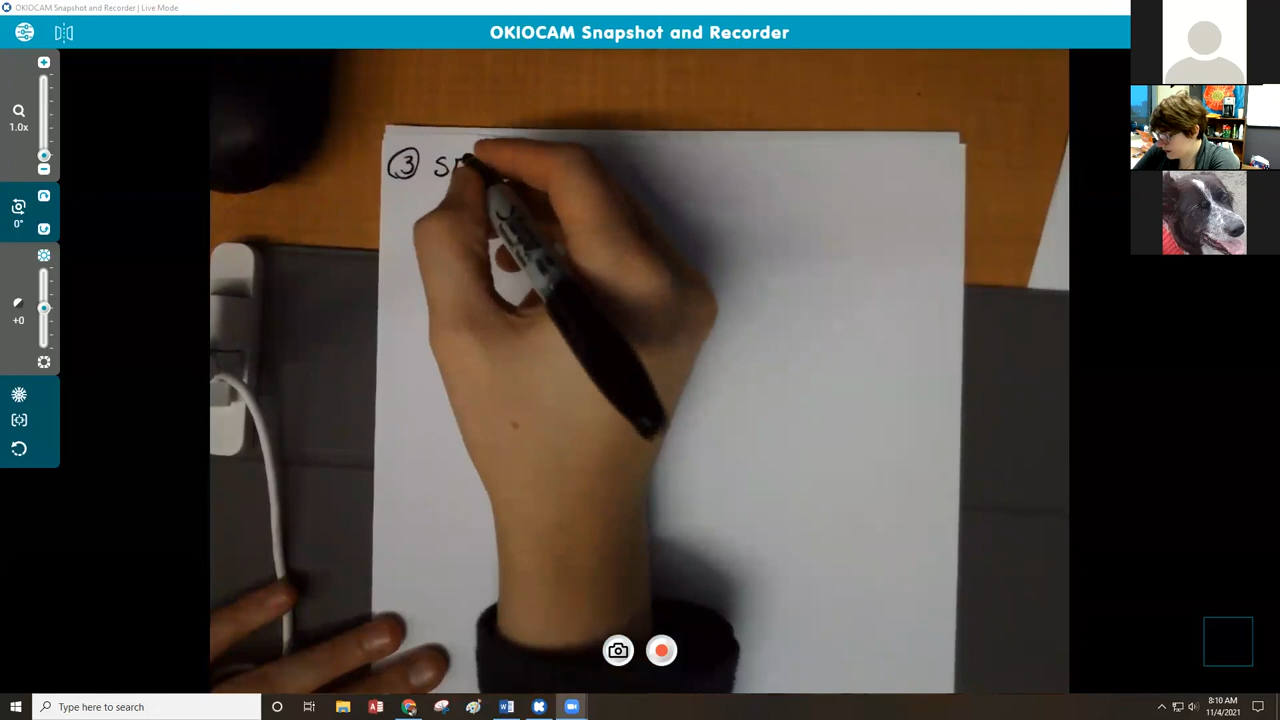 OKIOCAM Snapshot and Recorder | Live Mode
OKIOCAM Snapshot and Recorder
1.0x
0°
+0
③ S
Type here to search
8:10 AM
11/4/2021